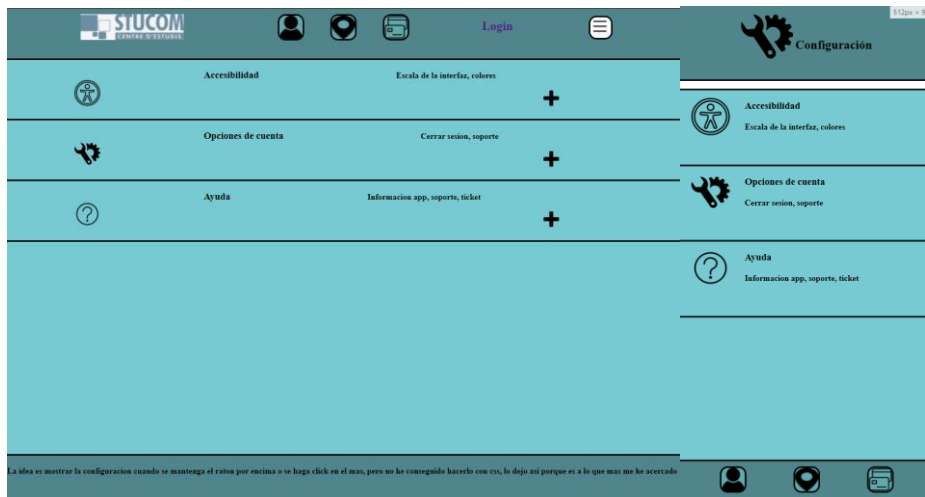 STUCOM
CENTRE D'ESTUDIS
Login
Accesibilidad
Escala de la interfaz, colores
Opciones de cuenta
Cerrar sesion, soporte
Ayuda
Informacion app, soporte, ticket
La idea es mostrar la configuracion cuando se mantenga el raton por encima o se haga click en el mas, pero no he conseguido hacerlo con css, lo dejo asi porque es a lo que mas me he acercado
512px × 9
Configuración
Accesibilidad
Escala de la interfaz, colores
Opciones de cuenta
Cerrar sesion, soporte
Ayuda
Informacion app, soporte, ticket